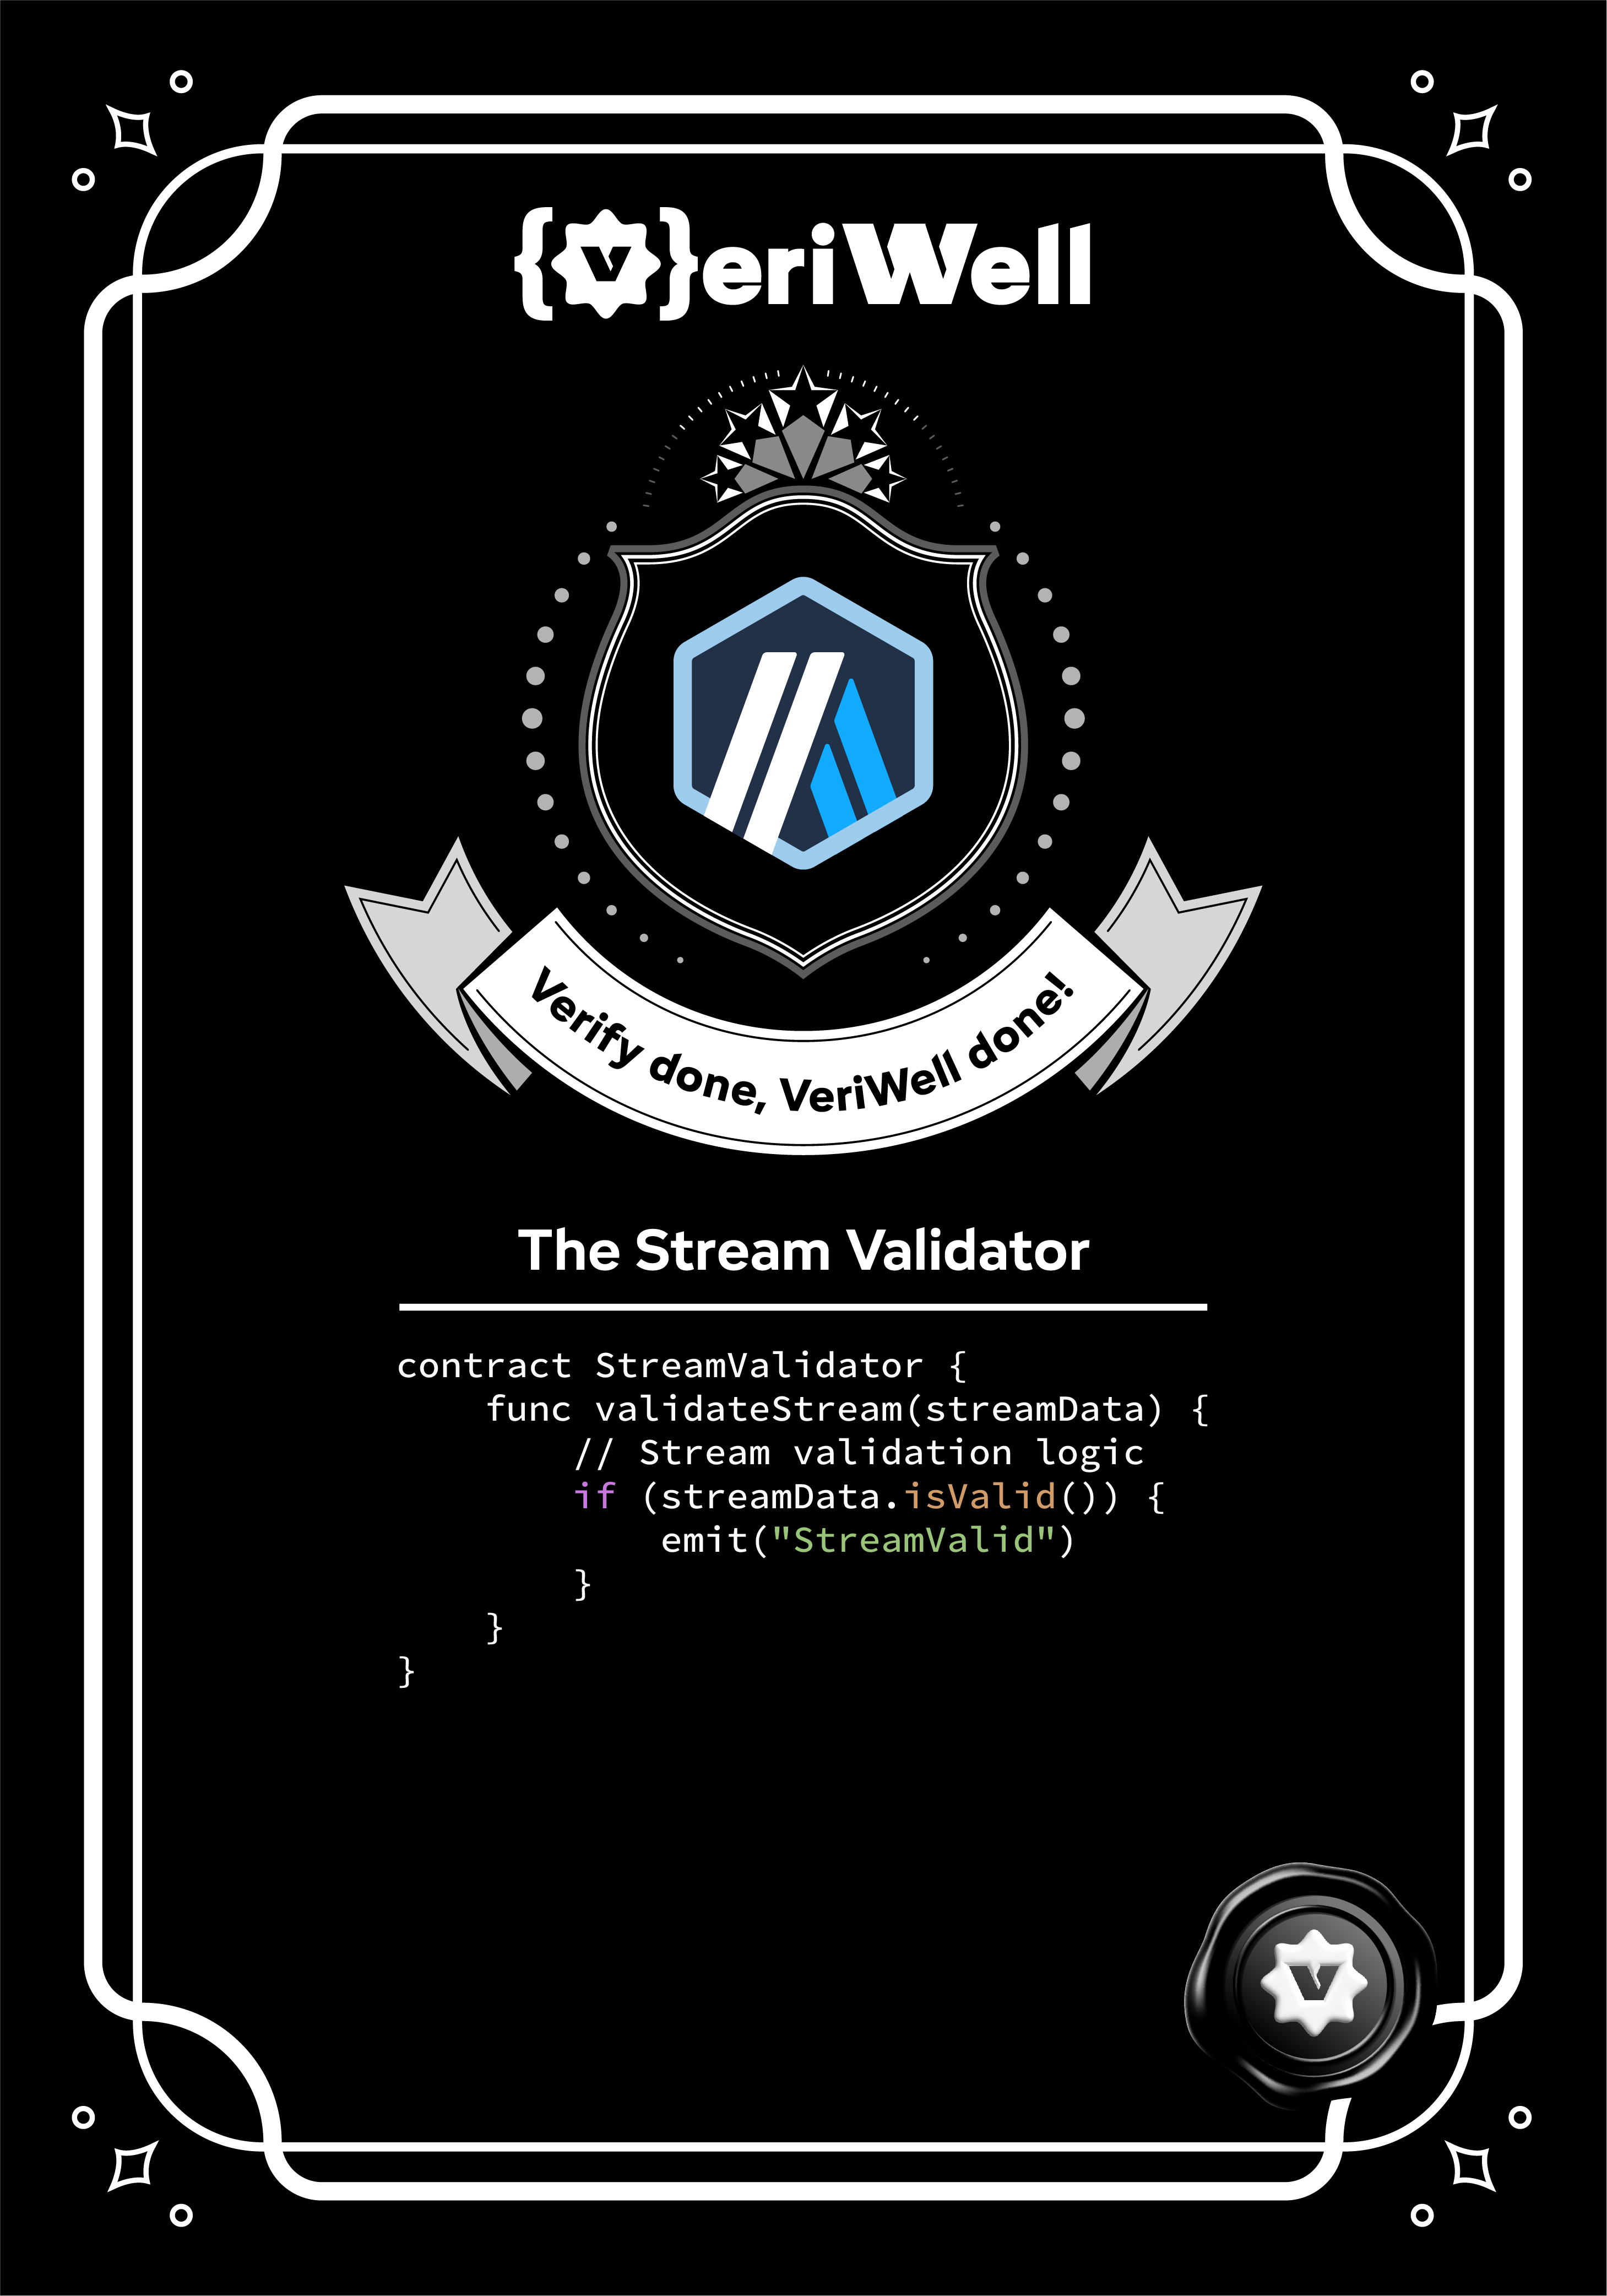 {V}eriWell
Verify done, VeriWell done!
The Stream Validator
contract StreamValidator {
    func validateStream(streamData) {
        // Stream validation logic
        if (streamData.isValid()) {
            emit("StreamValid")
        }
    }
}
V